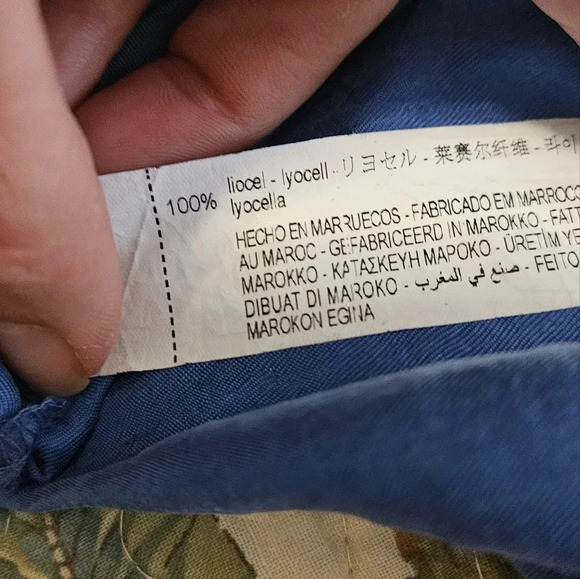 100% liocel - lyocell - リヨセル - 莱赛尔纤维 - 라이
lyocella
HECHO EN MARRUECOS - FABRICADO EM MARROC
AU MAROC - GEFABRICEERD IN MAROKKO - FATT
MAROKKO - ΚΑΤΑΣΚΕΥΗ ΜΑΡΟΚΟ - ÜRETİM YE
DIBUAT DI MAROKO - صنع في المغرب - FEITO
MAROKON EGINA